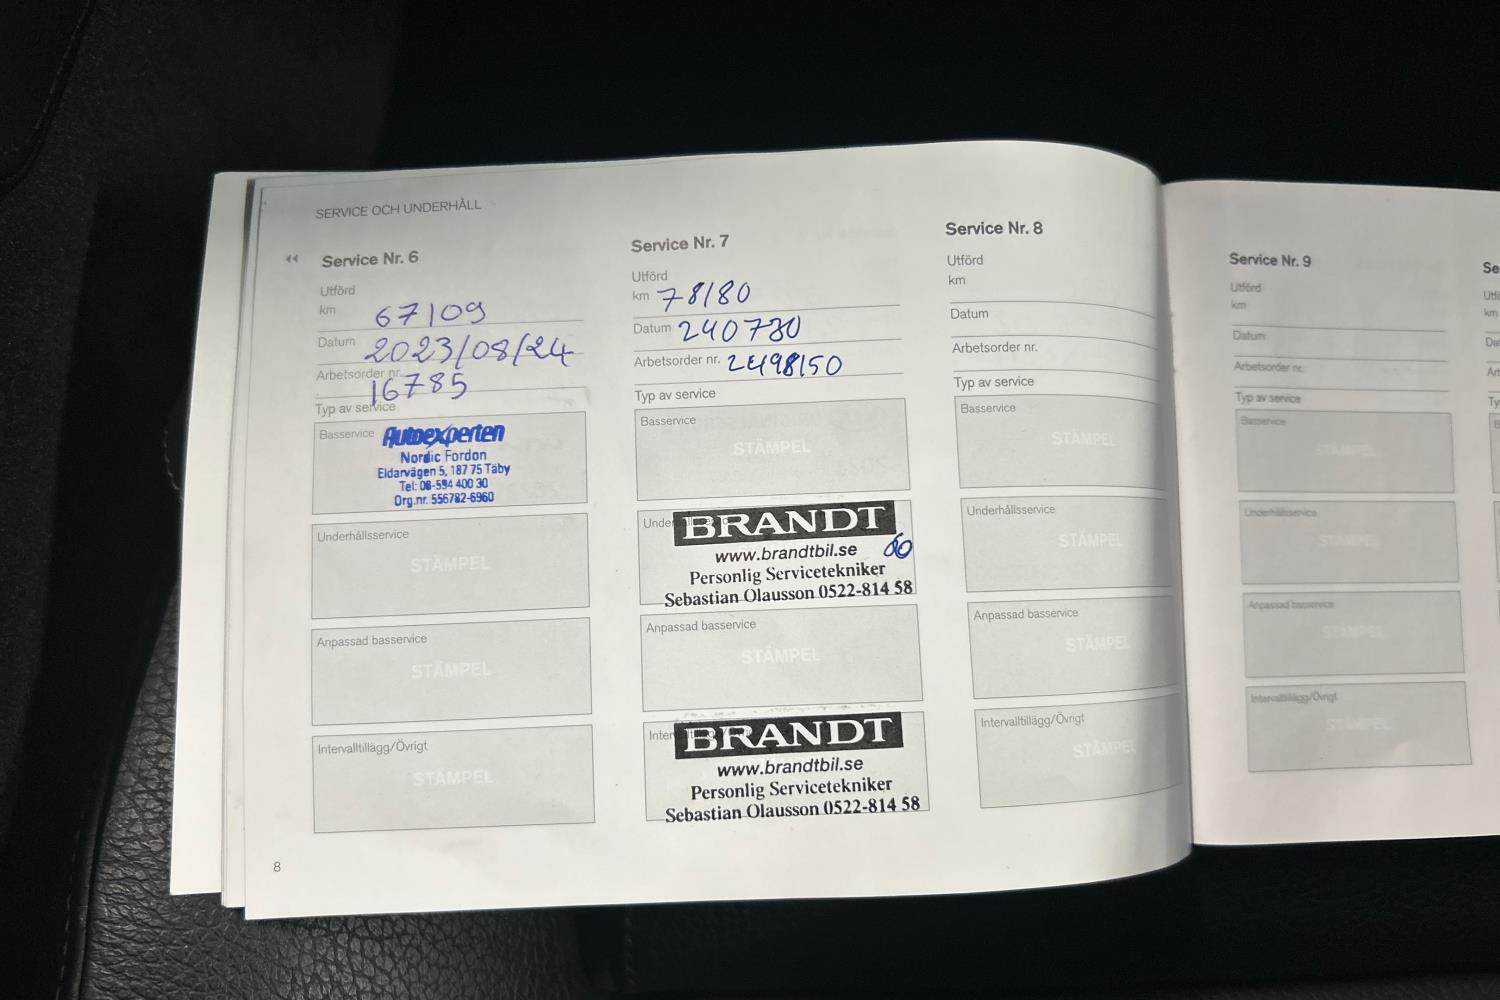 SERVICE OCH UNDERHÅLL
Service Nr. 6
Utförd
km 67109
Datum 2023/08/24
Arbetsorder nr. 16785
Typ av service
Basservice
Autoexperten
Nordic Fordon
Eldarvägen 5, 187 75 Täby
Tel: 08-594 400 30
Org.nr. 556782-6960
Underhållsservice
STÄMPEL
Anpassad basservice
STÄMPEL
Intervalltillägg/Övrigt
STÄMPEL
8
Service Nr. 7
Utförd
km 78180
Datum 240730
Arbetsorder nr. 2498150
Typ av service
Basservice
STÄMPEL
BRANDT
www.brandtbil.se
Personlig Servicetekniker
Sebastian Olausson 0522-814 58
Anpassad basservice
STÄMPEL
BRANDT
www.brandtbil.se
Personlig Servicetekniker
Sebastian Olausson 0522-814 58
Service Nr. 8
Utförd
km
Datum
Arbetsorder nr.
Typ av service
Basservice
STÄMPEL
Underhållsservice
STÄMPEL
Anpassad basservice
STÄMPEL
Intervalltillägg/Övrigt
STÄMPEL
Service Nr. 9
Utförd
km
Datum
Arbetsorder nr.
Typ av service
Basservice
STÄMPEL
Underhållsservice
STÄMPEL
Anpassad basservice
STÄMPEL
Intervalltillägg/Övrigt
STÄMPEL